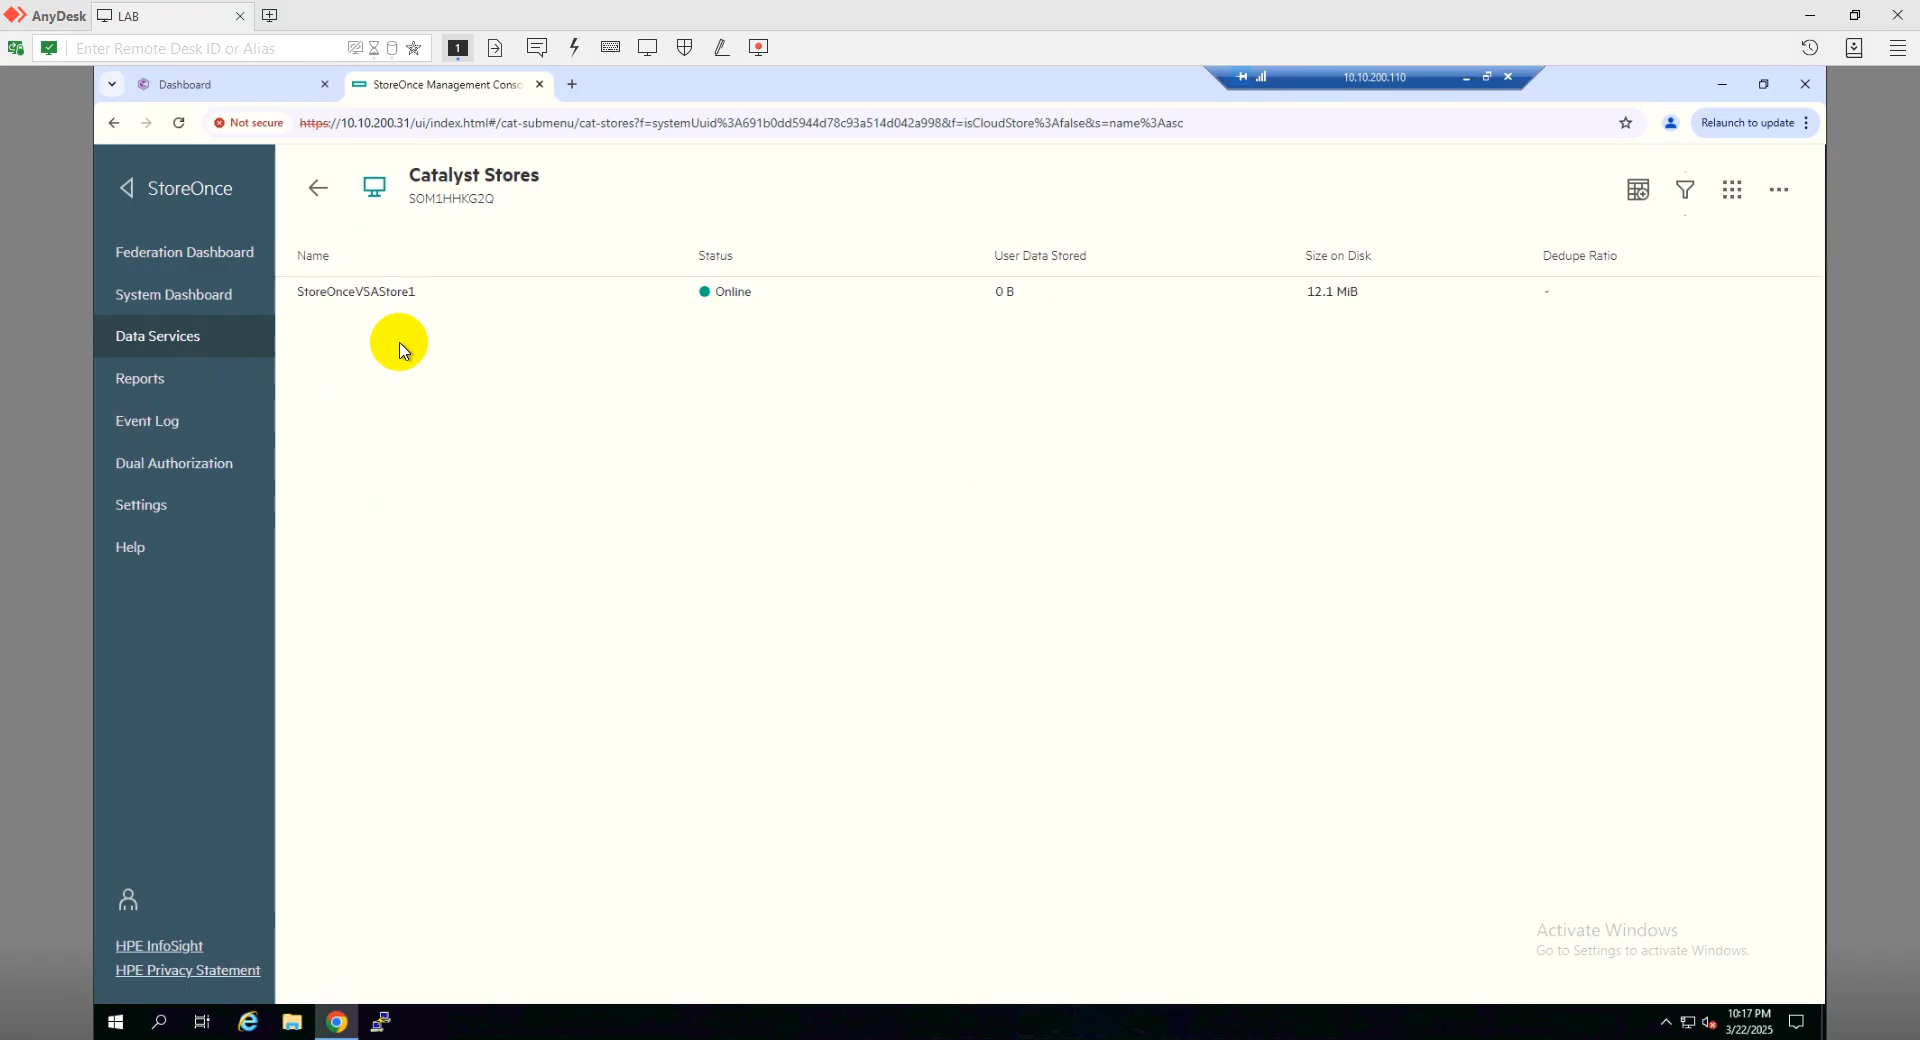 AnyDesk LAB
Enter Remote Desk ID or Alias 1
Dashboard StoreOnce Management Conso 10.10.200.110
Not secure https://10.10.200.31/ui/index.html#/cat-submenu/cat-stores?f=systemUuid%3A691b0dd5944d78c93a514d042a998&f=isCloudStore%3Afalse&s=name%3Aasc Relaunch to update
StoreOnce
Catalyst Stores
SOM1HHKG2Q
Federation Dashboard
System Dashboard
Data Services
Reports
Event Log
Dual Authorization
Settings
Help
Name Status User Data Stored Size on Disk Dedupe Ratio
StoreOnceVSAStore1 Online 0 B 12.1 MiB -
HPE InfoSight
HPE Privacy Statement
Activate Windows
Go to Settings to activate Windows.
10:17 PM
3/22/2025